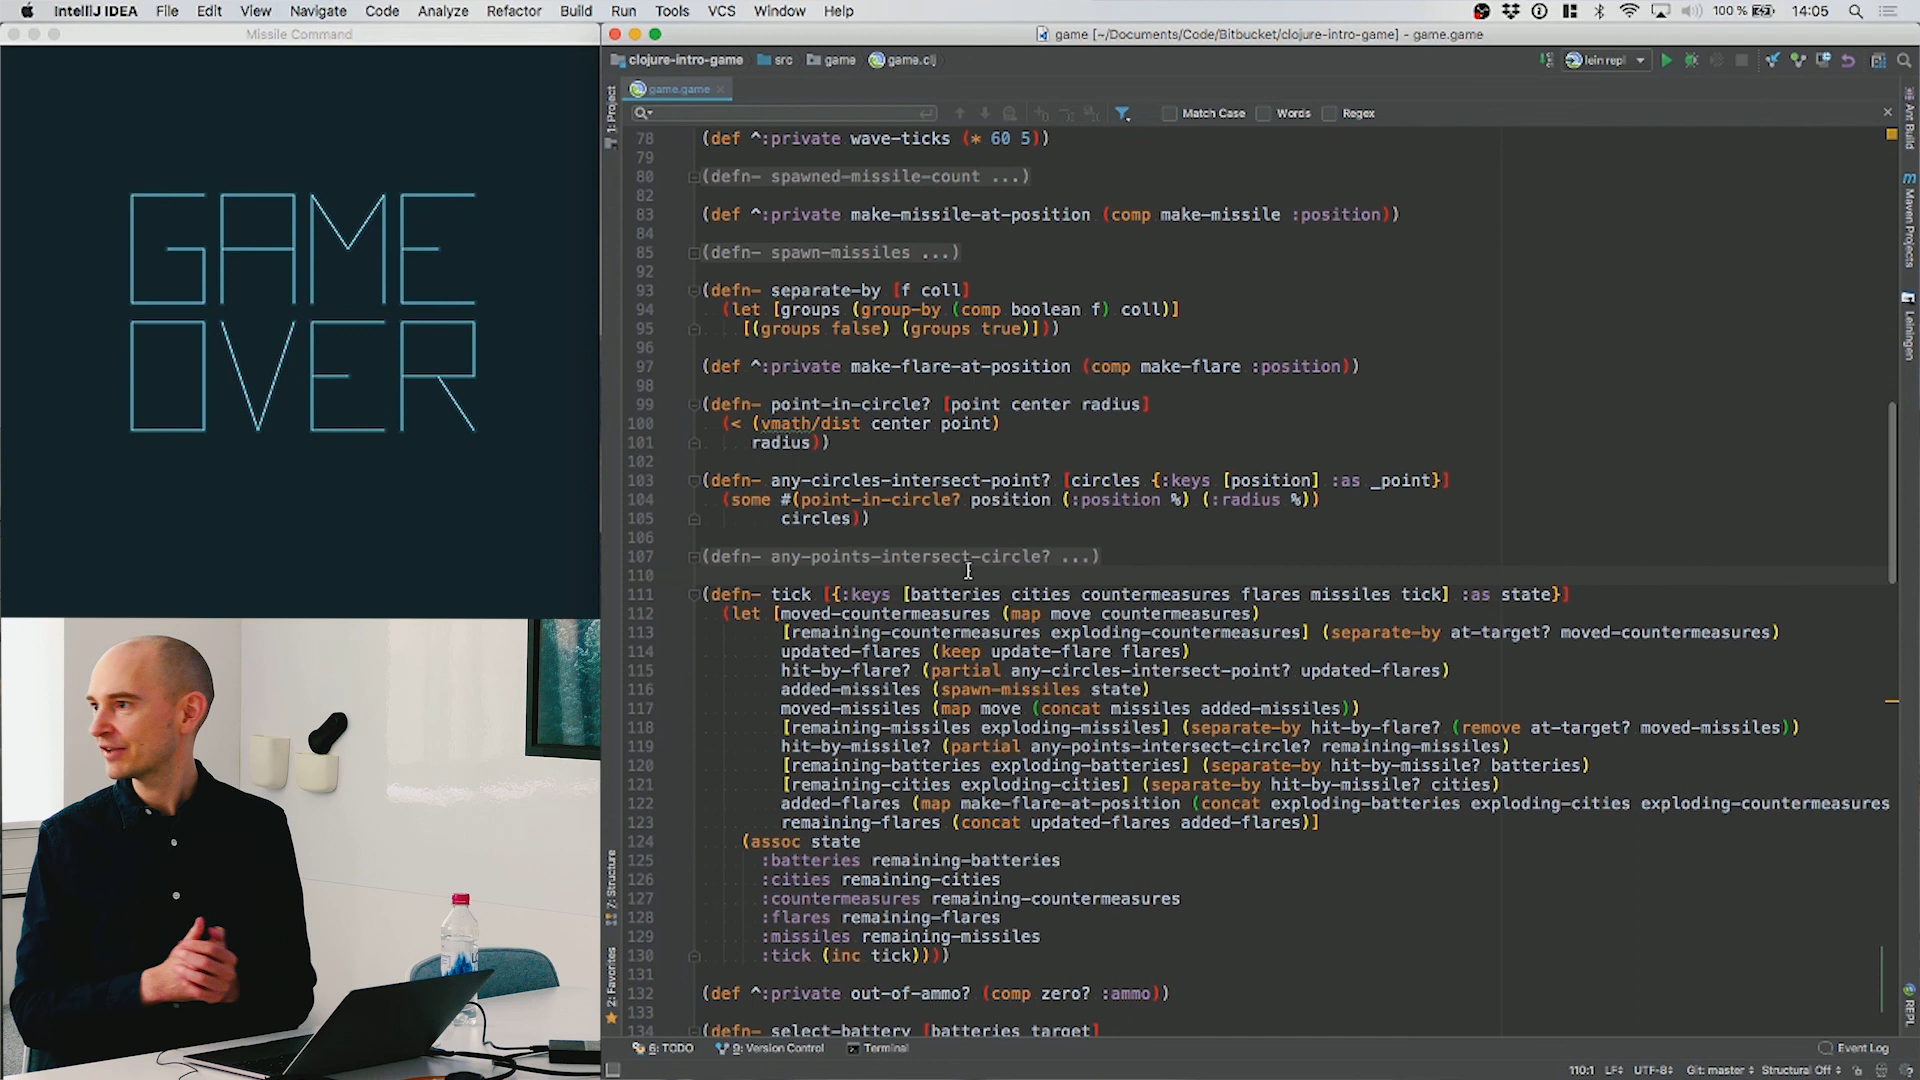 IntelliJ IDEA File Edit View Navigate Code Analyze Refactor Build Run Tools VCS Window Help 100 % 14:05
Missile Command
GAME
OVER
game [~/Documents/Code/Bitbucket/clojure-intro-game] - game.game
clojure-intro-game src game game.clj lein repl
game.game
Match Case Words Regex
78 (def ^:private wave-ticks (* 60 5))
79
80 (defn- spawned-missile-count ...)
82
83 (def ^:private make-missile-at-position (comp make-missile :position))
84
85 (defn- spawn-missiles ...)
92
93 (defn- separate-by [f coll]
94 (let [groups (group-by (comp boolean f) coll)]
95 [(groups false) (groups true)]))
96
97 (def ^:private make-flare-at-position (comp make-flare :position))
98
99 (defn- point-in-circle? [point center radius]
100 (< (vmath/dist center point)
101 radius))
102
103 (defn- any-circles-intersect-point? [circles {:keys [position] :as _point}]
104 (some #(point-in-circle? position (:position %) (:radius %))
105 circles))
106
107 (defn- any-points-intersect-circle? ...)
110
111 (defn- tick [{:keys [batteries cities countermeasures flares missiles tick] :as state}]
112 (let [moved-countermeasures (map move countermeasures)
113 [remaining-countermeasures exploding-countermeasures] (separate-by at-target? moved-countermeasures)
114 updated-flares (keep update-flare flares)
115 hit-by-flare? (partial any-circles-intersect-point? updated-flares)
116 added-missiles (spawn-missiles state)
117 moved-missiles (map move (concat missiles added-missiles))
118 [remaining-missiles exploding-missiles] (separate-by hit-by-flare? (remove at-target? moved-missiles))
119 hit-by-missile? (partial any-points-intersect-circle? remaining-missiles)
120 [remaining-batteries exploding-batteries] (separate-by hit-by-missile? batteries)
121 [remaining-cities exploding-cities] (separate-by hit-by-missile? cities)
122 added-flares (map make-flare-at-position (concat exploding-batteries exploding-cities exploding-countermeasures
123 remaining-flares (concat updated-flares added-flares)]
124 (assoc state
125 :batteries remaining-batteries
126 :cities remaining-cities
127 :countermeasures remaining-countermeasures
128 :flares remaining-flares
129 :missiles remaining-missiles
130 :tick (inc tick))))
131
132 (def ^:private out-of-ammo? (comp zero? :ammo))
133
134 (defn- select-battery [batteries target]
1: Project
7: Structure
2: Favorites
Ant Build
Maven Projects
Leiningen
REPL
6: TODO 9: Version Control Terminal Event Log
110:1 LF UTF-8 Git: master Structural Off